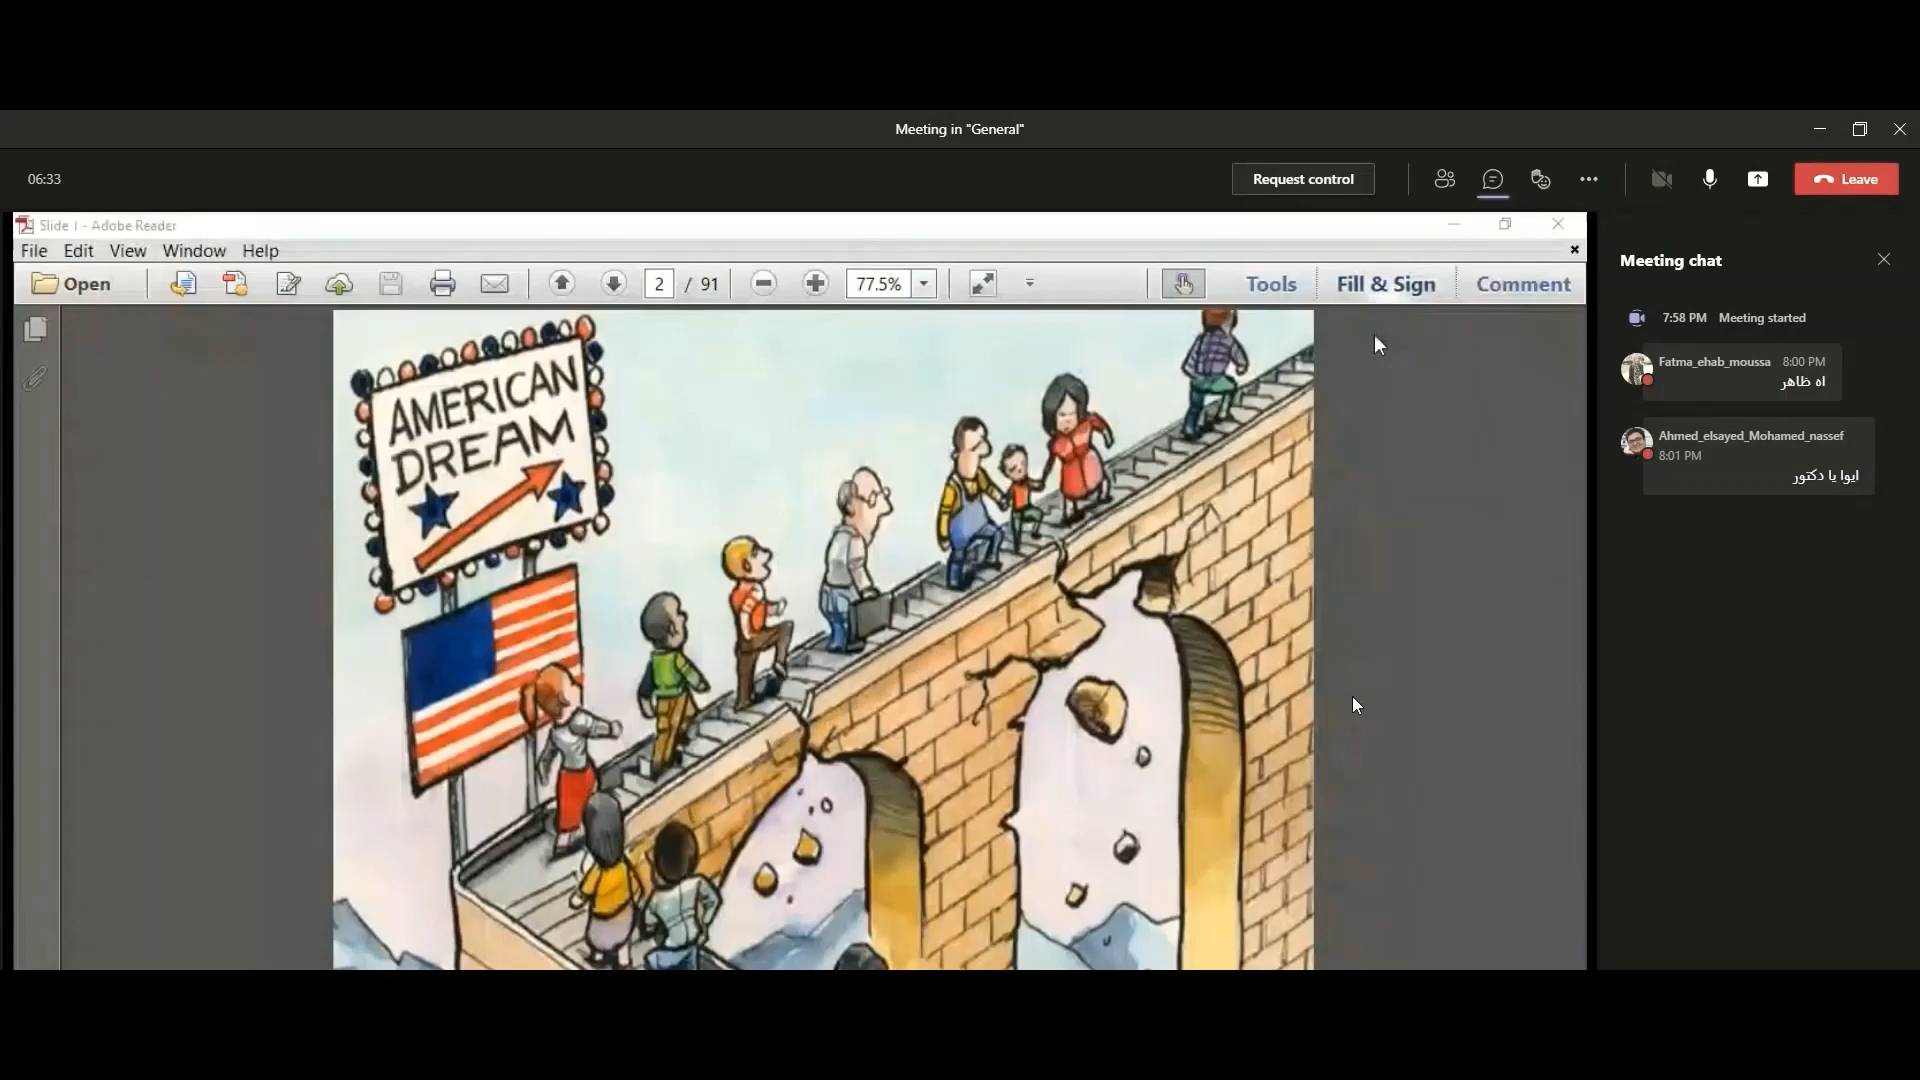 Meeting in "General"
06:33
Request control
Leave
Slide 1 - Adobe Reader
File Edit View Window Help
Open
2 / 91
77.5%
Tools
Fill & Sign
Comment
AMERICAN
DREAM
Meeting chat
7:58 PM Meeting started
Fatma_ehab_moussa 8:00 PM
اه ظاهر
Ahmed_elsayed_Mohamed_nassef
8:01 PM
ايوا يا دكتور